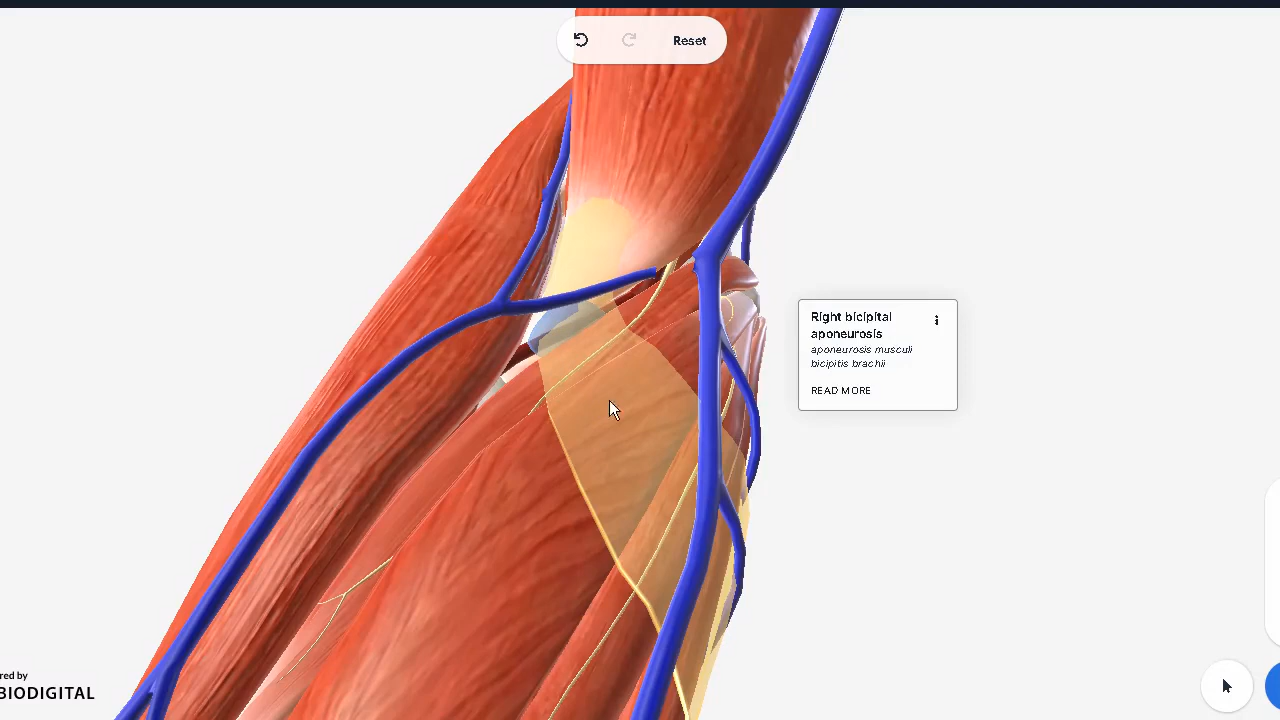 Reset
Right bicipital
aponeurosis
aponeurosis musculi
bicipitis brachii
READ MORE
red by
BIODIGITAL